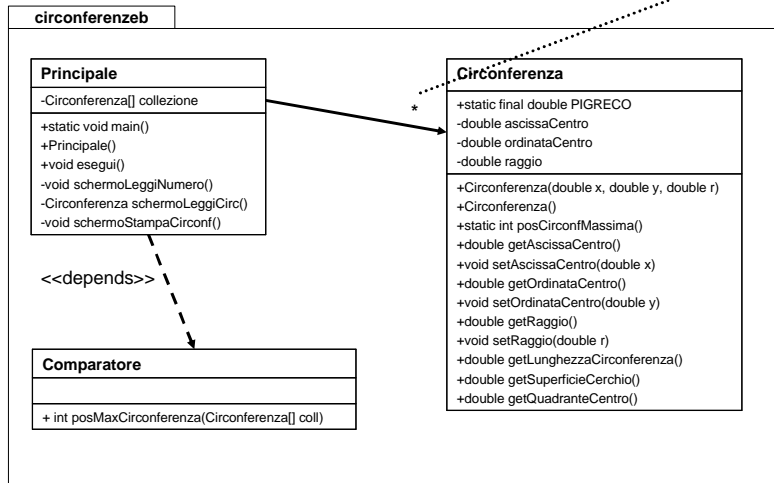 circonferenzeb
Principale
-Circonferenza[] collezione
+static void main()
+Principale()
+void esegui()
-void schermoLeggiNumero()
-Circonferenza schermoLeggiCirc()
-void schermoStampaCirconf()
*
Circonferenza
+static final double PIGRECO
-double ascissaCentro
-double ordinataCentro
-double raggio
+Circonferenza(double x, double y, double r)
+Circonferenza()
+static int posCirconfMassima()
+double getAscissaCentro()
+void setAscissaCentro(double x)
+double getOrdinataCentro()
+void setOrdinataCentro(double y)
+double getRaggio()
+void setRaggio(double r)
+double getLunghezzaCirconferenza()
+double getSuperficieCerchio()
+double getQuadranteCentro()
<<depends>>
Comparatore
+ int posMaxCirconferenza(Circonferenza[] coll)